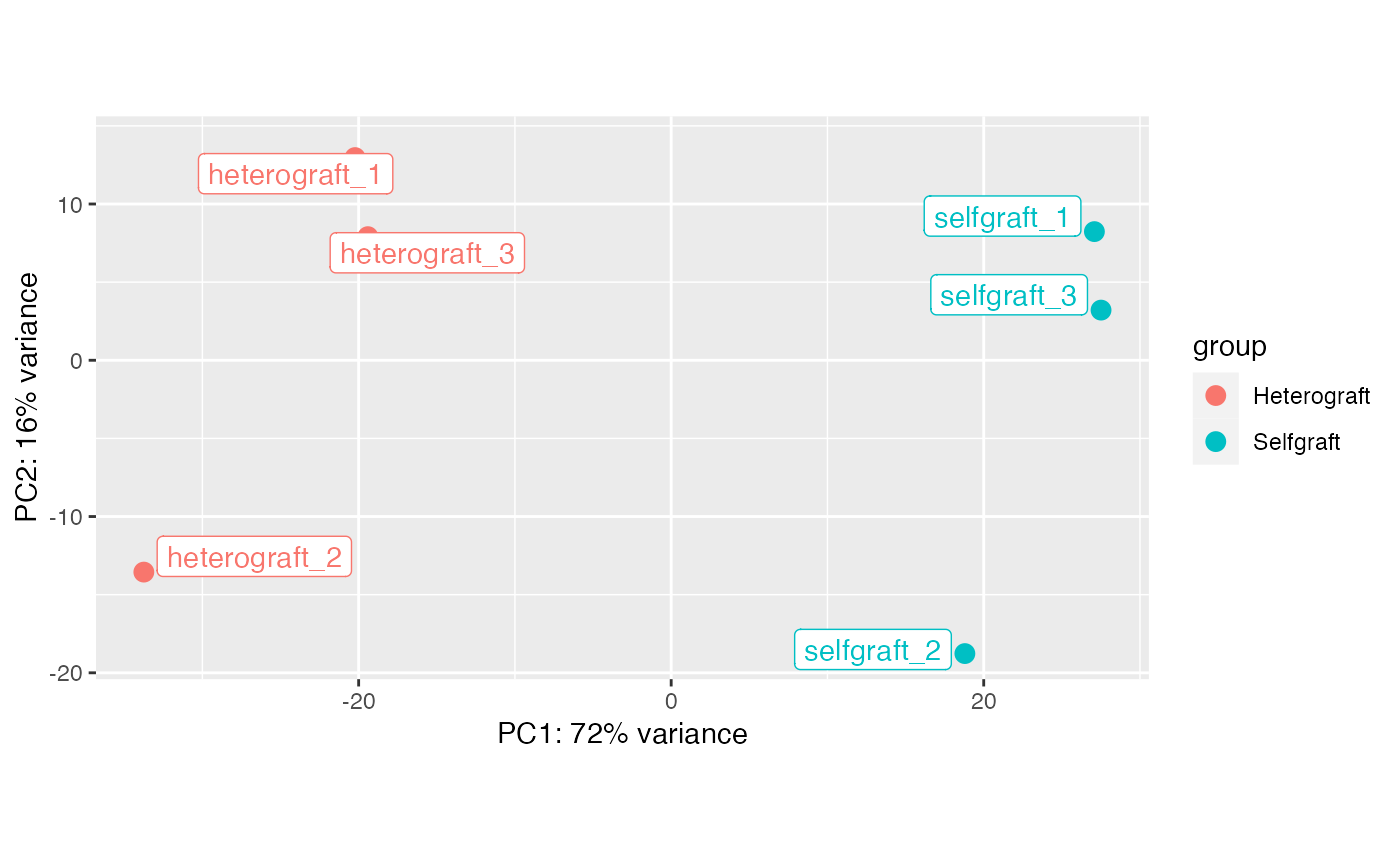 heterograft_1
heterograft_3
selfgraft_1
selfgraft_3
heterograft_2
selfgraft_2
10
0
-10
-20
-20
0
20
PC1: 72% variance
PC2: 16% variance
group
Heterograft
Selfgraft